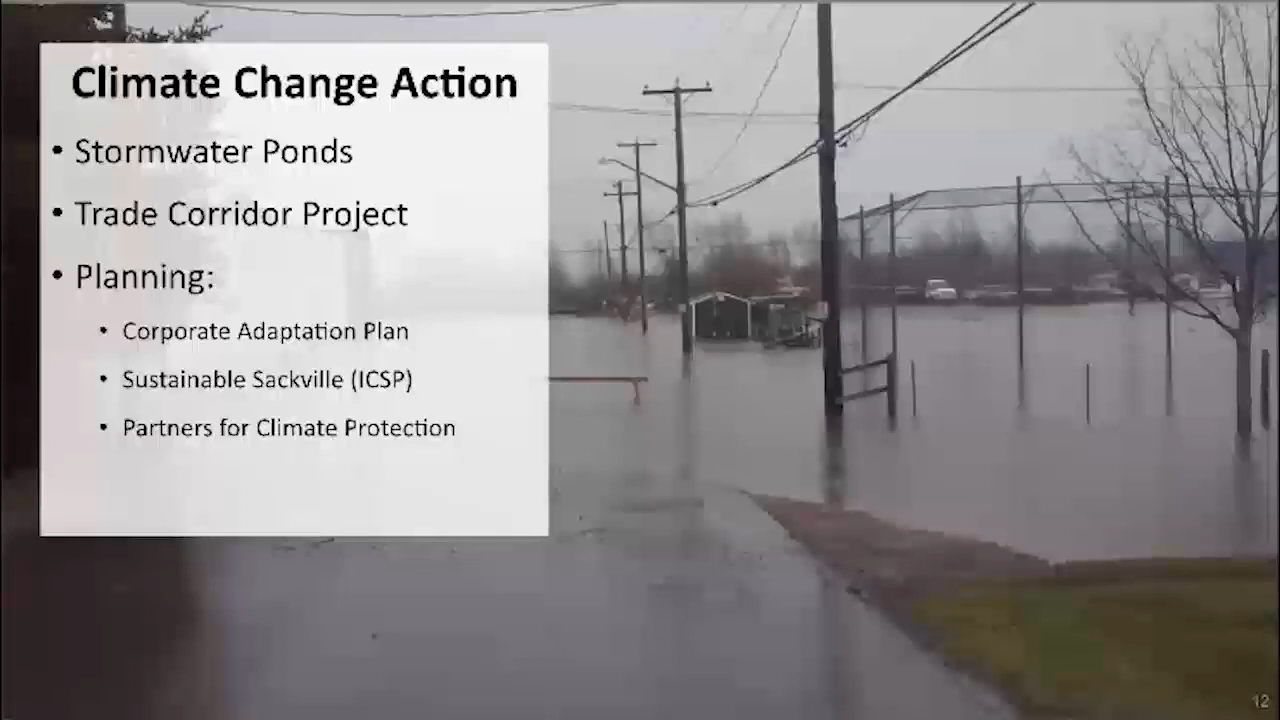 Climate Change Action
• Stormwater Ponds
• Trade Corridor Project
• Planning:
• Corporate Adaptation Plan
• Sustainable Sackville (ICSP)
• Partners for Climate Protection
12